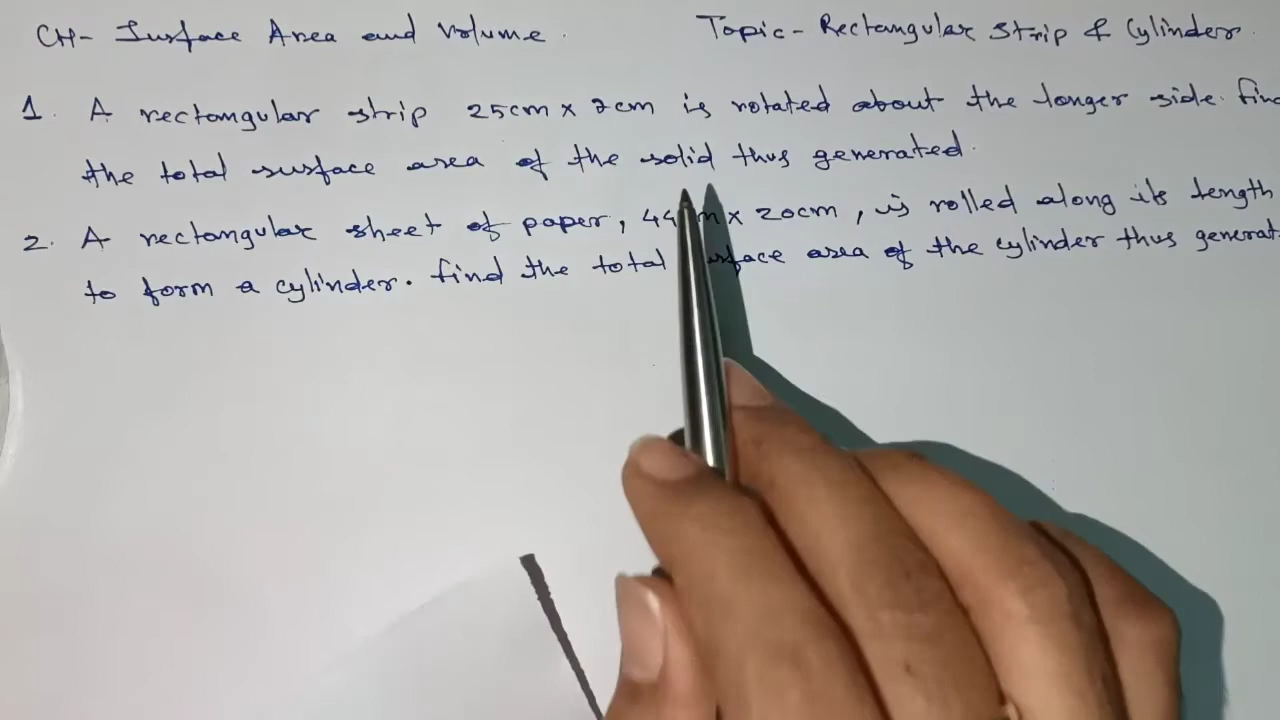 CH- Surface Area and Volume.
Topic- Rectangular Strip & Cylinder.
1. A rectangular strip 25cm x 7cm is rotated about the longer side. find
the total surface area of the solid thus generated.
2. A rectangular sheet of paper, 44 x 20cm, is rolled along its length
to form a cylinder. find the total area of the cylinder thus